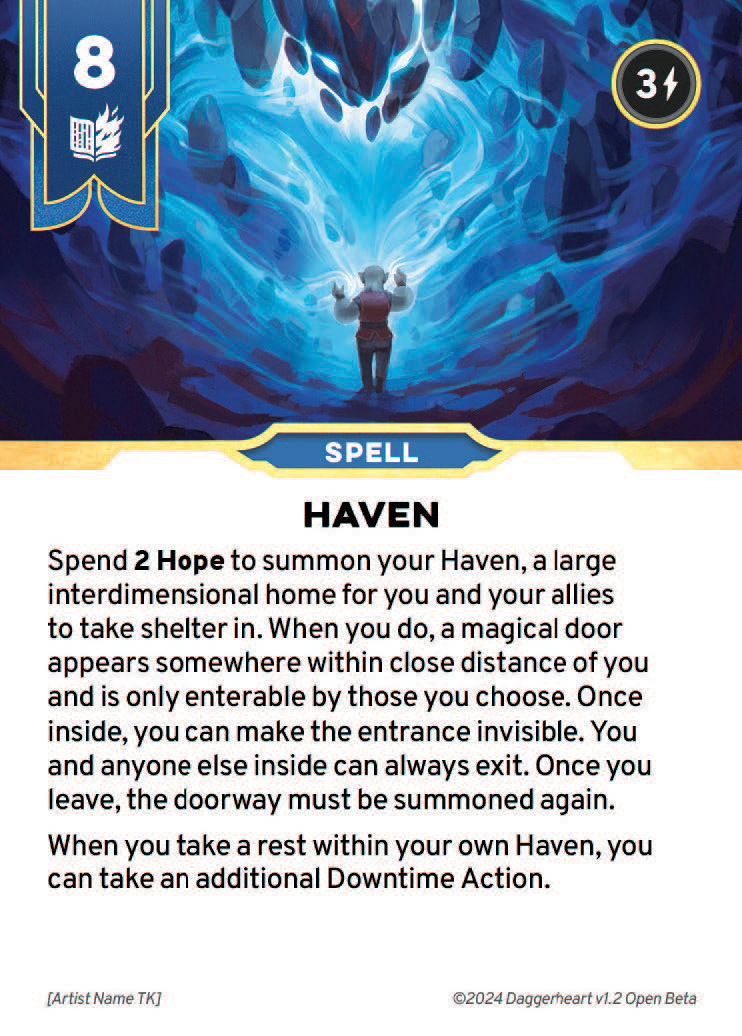 8
3
SPELL
HAVEN
Spend 2 Hope to summon your Haven, a large
interdimensional home for you and your allies
to take shelter in. When you do, a magical door
appears somewhere within close distance of you
and is only enterable by those you choose. Once
inside, you can make the entrance invisible. You
and anyone else inside can always exit. Once you
leave, the doorway must be summoned again.
When you take a rest within your own Haven, you
can take an additional Downtime Action.
[Artist Name TK]
©2024 Daggerheart v1.2 Open Beta